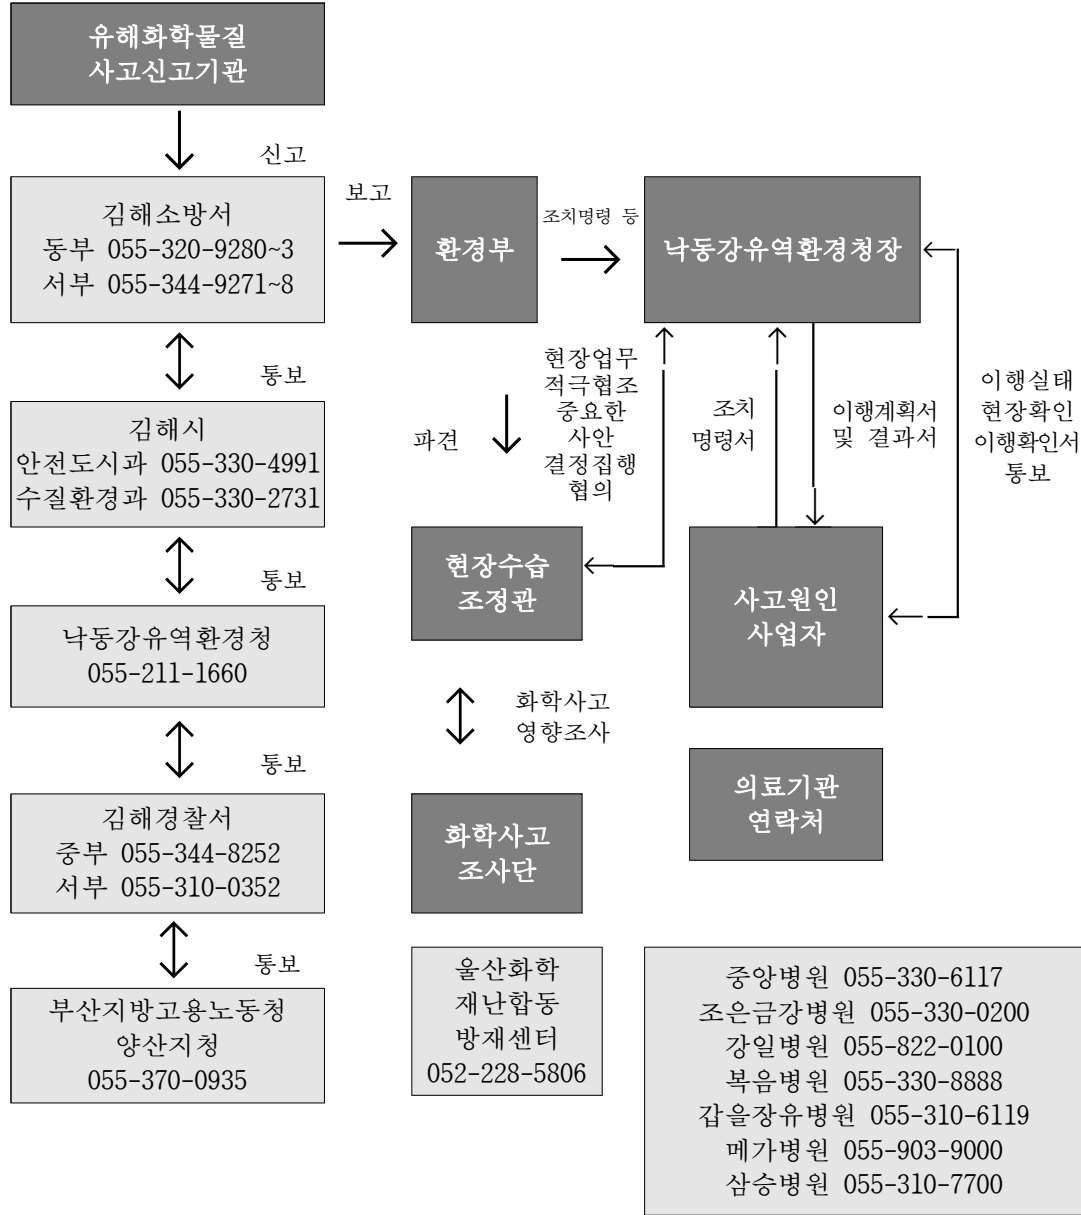 유해화학물질
사고신고기관
신고
김해소방서
동부 055-320-9280~3
서부 055-344-9271~8
보고
환경부
조치명령 등
낙동강유역환경청장
통보
김해시
안전도시과 055-330-4991
수질환경과 055-330-2731
파견
현장업무
적극협조
중요한
사안
결정집행
협의
조치
명령서
이행계획서
및 결과서
이행실태
현장확인
이행확인서
통보
통보
현장수습
조정관
사고원인
사업자
낙동강유역환경청
055-211-1660
화학사고
영향조사
통보
김해경찰서
중부 055-344-8252
서부 055-310-0352
화학사고
조사단
의료기관
연락처
통보
부산지방고용노동청
양산지청
055-370-0935
울산화학
재난합동
방재센터
052-228-5806
중앙병원 055-330-6117
조은금강병원 055-330-0200
강일병원 055-822-0100
복음병원 055-330-8888
갑을장유병원 055-310-6119
메가병원 055-903-9000
삼승병원 055-310-7700